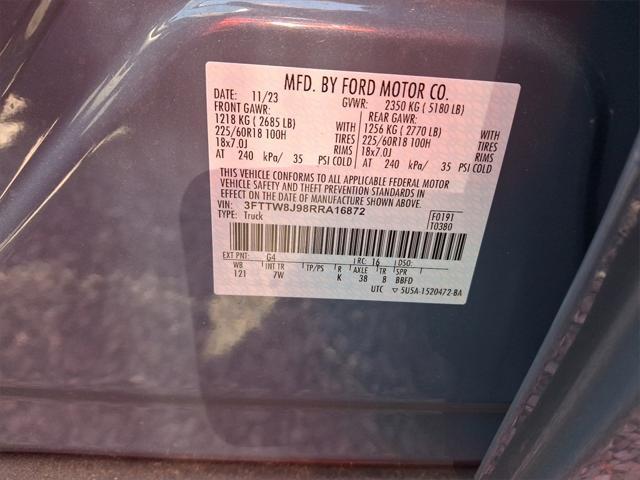 MFD. BY FORD MOTOR CO.
DATE: 11/23 GVWR: 2350 KG ( 5180 LB)
FRONT GAWR: REAR GAWR:
1218 KG ( 2685 LB) WITH 1256 KG ( 2770 LB) WITH
225/60R18 100H TIRES 225/60R18 100H TIRES
18x7.0J RIMS 18x7.0J RIMS
AT 240 kPa/ 35 PSI COLD AT 240 kPa/ 35 PSI COLD
THIS VEHICLE CONFORMS TO ALL APPLICABLE FEDERAL MOTOR
VEHICLE SAFETY AND THEFT PREVENTION STANDARDS IN
EFFECT ON THE DATE OF MANUFACTURE SHOWN ABOVE.
VIN: 3FTTW8J98RRA16872
TYPE: Truck F0191
T0380
EXT PNT: G4 RC: 16 DSO:
WB INT TR TP/PS R AXLE TR SPR
121 7W K 38 8 BBFD
UTC ▽ 5U5A-1520472-BA